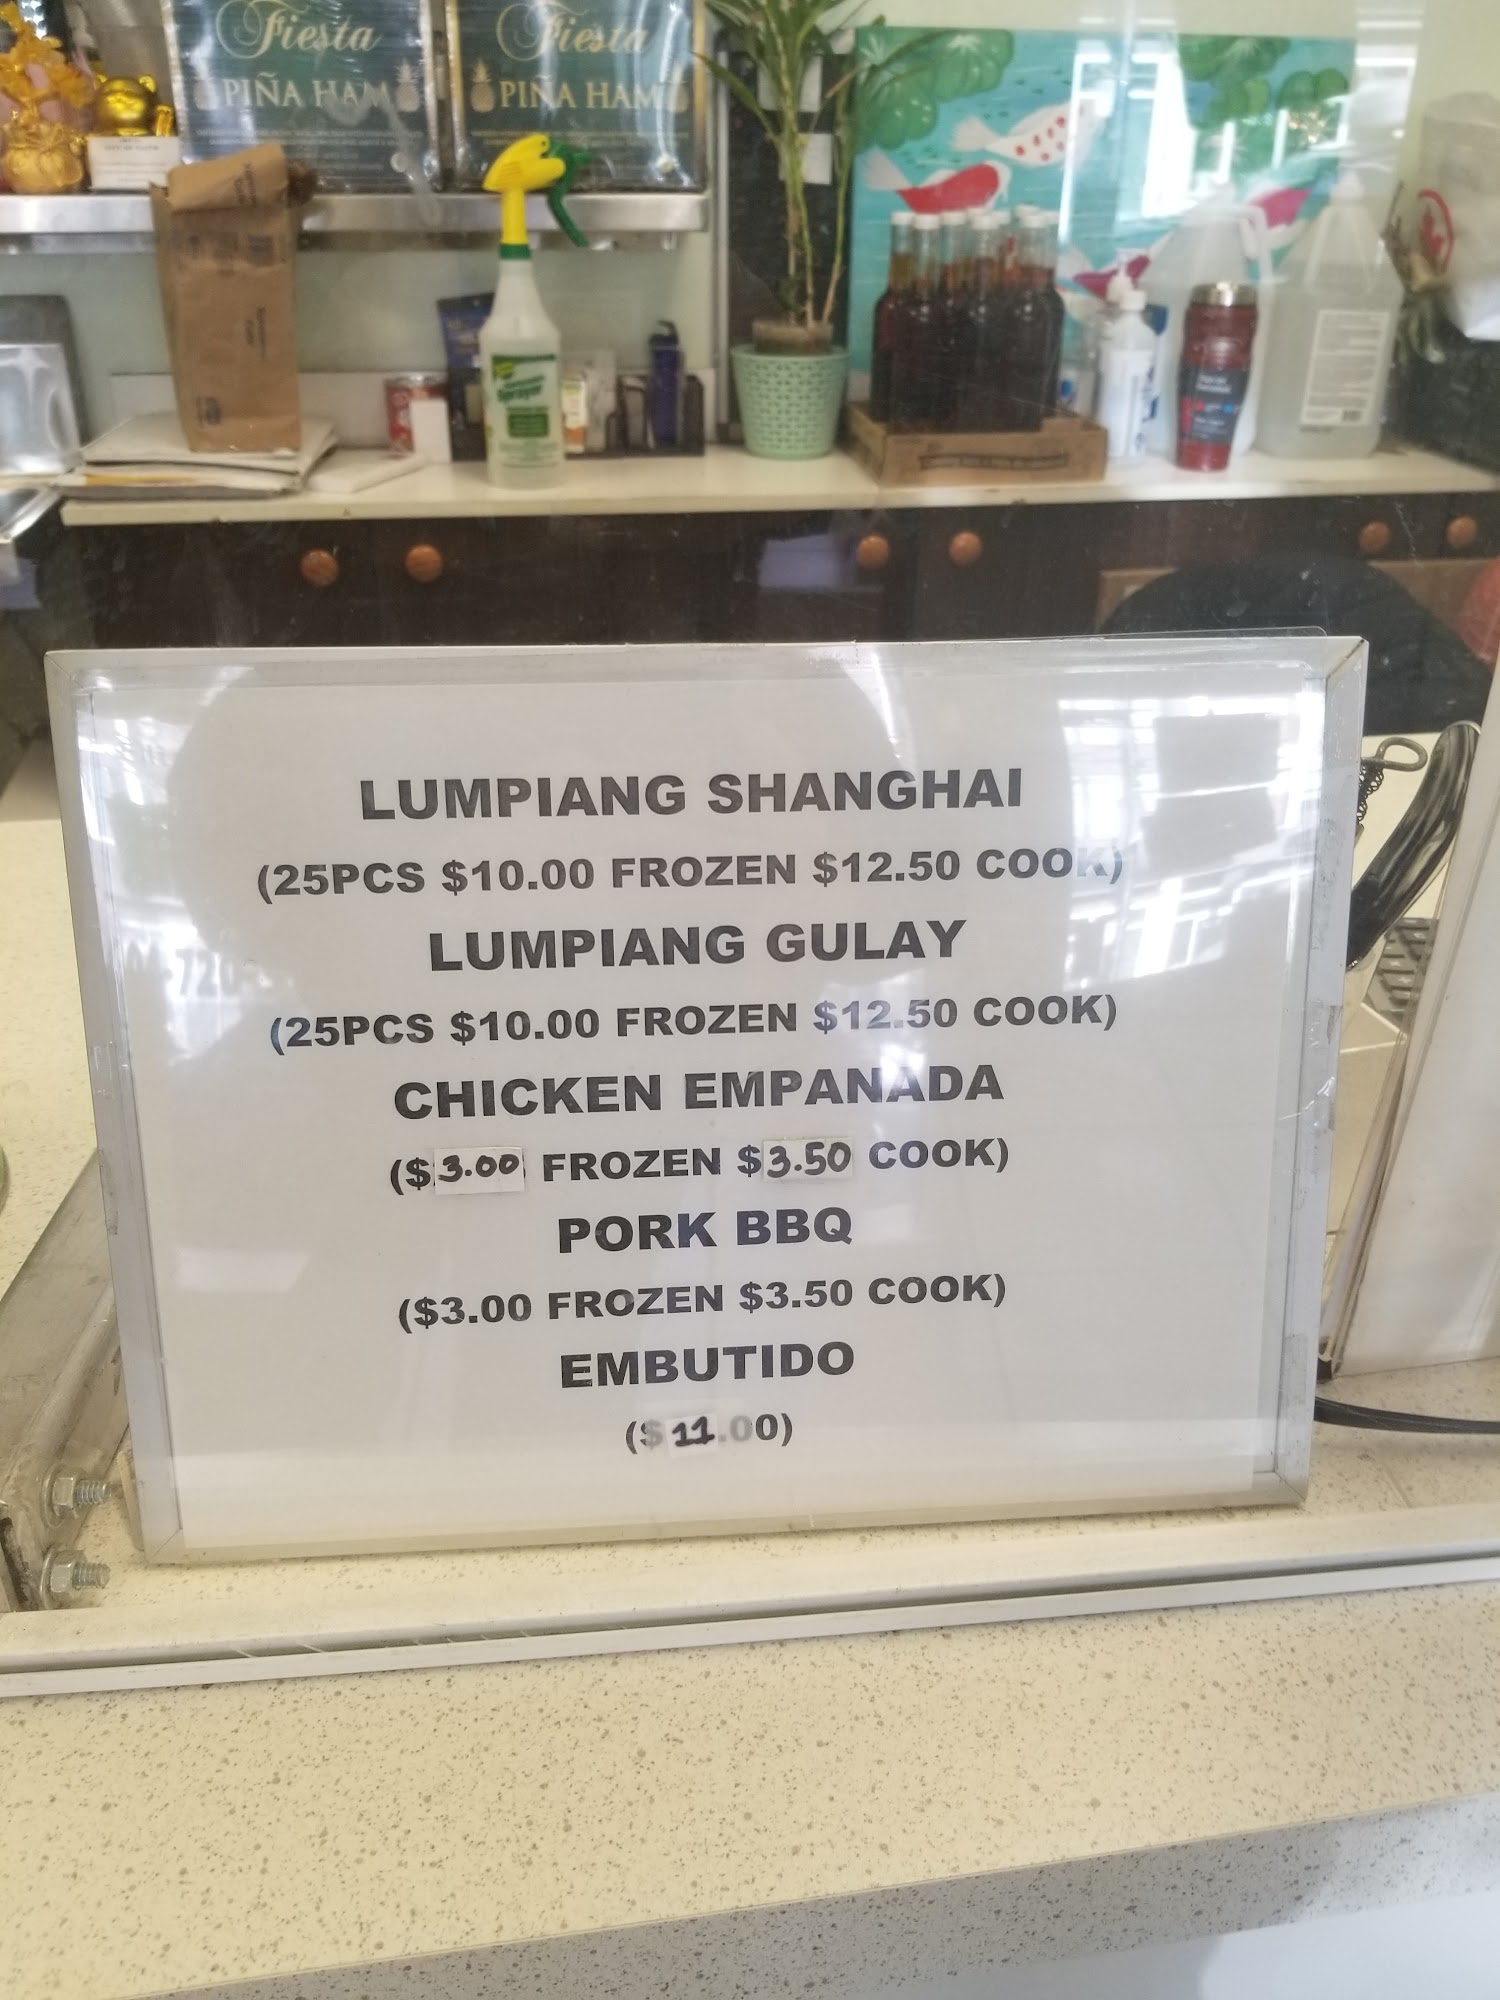 Fiesta Fiesta
PIÑA HAM PIÑA HAM
Sprayer
LUMPIANG SHANGHAI
(25PCS $10.00 FROZEN $12.50 COOK)
LUMPIANG GULAY
(25PCS $10.00 FROZEN $12.50 COOK)
CHICKEN EMPANADA
($3.00 FROZEN $3.50 COOK)
PORK BBQ
($3.00 FROZEN $3.50 COOK)
EMBUTIDO
($11.00)